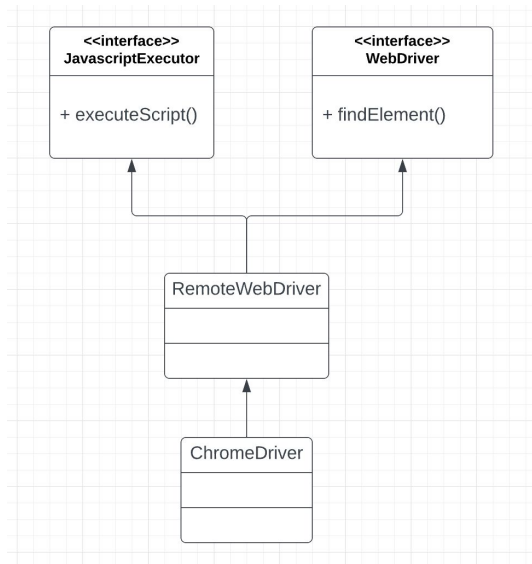 <<interface>>
JavascriptExecutor
+ executeScript()
<<interface>>
WebDriver
+ findElement()
RemoteWebDriver
ChromeDriver